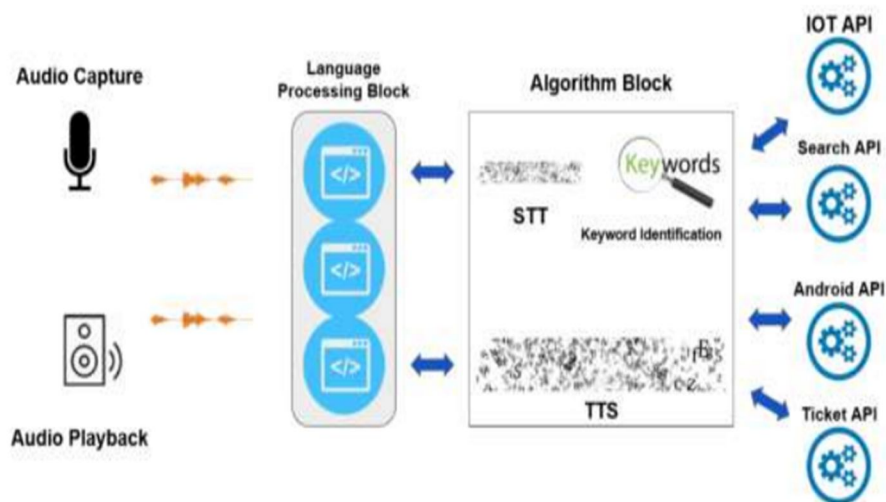 IOT API
Audio Capture
Language
Processing Block
Algorithm Block
Search API
</>
Keywords
STT
Keyword Identification
</>
Android API
</>
Audio Playback
TTS
Ticket API